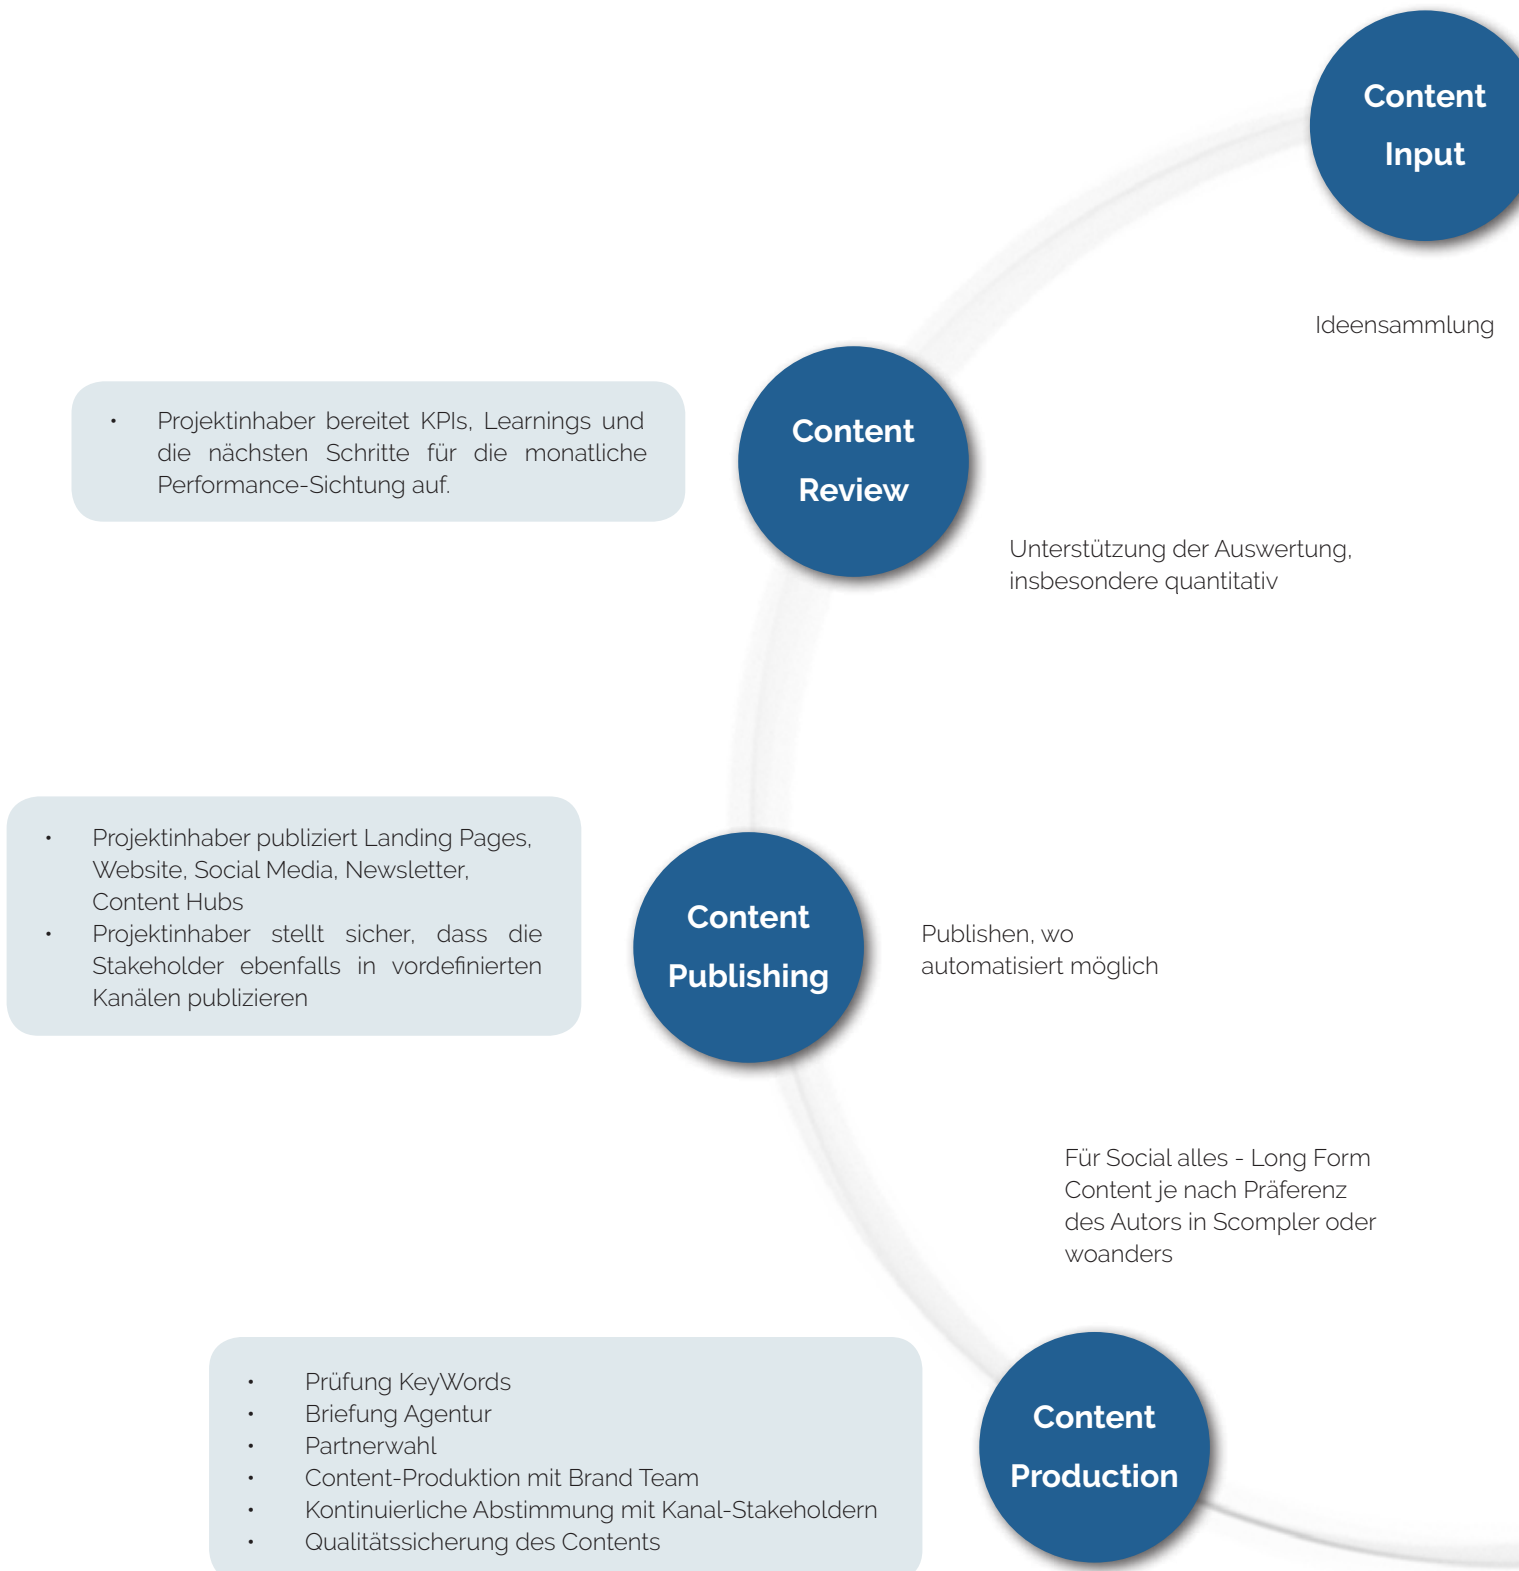 Content
Input
Ideensammlung
• Projektinhaber bereitet KPIs, Learnings und
die nächsten Schritte für die monatliche
Performance-Sichtung auf.
Content
Review
Unterstützung der Auswertung,
insbesondere quantitativ
• Projektinhaber publiziert Landing Pages,
Website, Social Media, Newsletter,
Content Hubs
• Projektinhaber stellt sicher, dass die
Stakeholder ebenfalls in vordefinierten
Kanälen publizieren
Content
Publishing
Publishen, wo
automatisiert möglich
Für Social alles - Long Form
Content je nach Präferenz
des Autors in Scompler oder
woanders
• Prüfung KeyWords
• Briefung Agentur
• Partnerwahl
• Content-Produktion mit Brand Team
• Kontinuierliche Abstimmung mit Kanal-Stakeholdern
• Qualitätssicherung des Contents
Content
Production